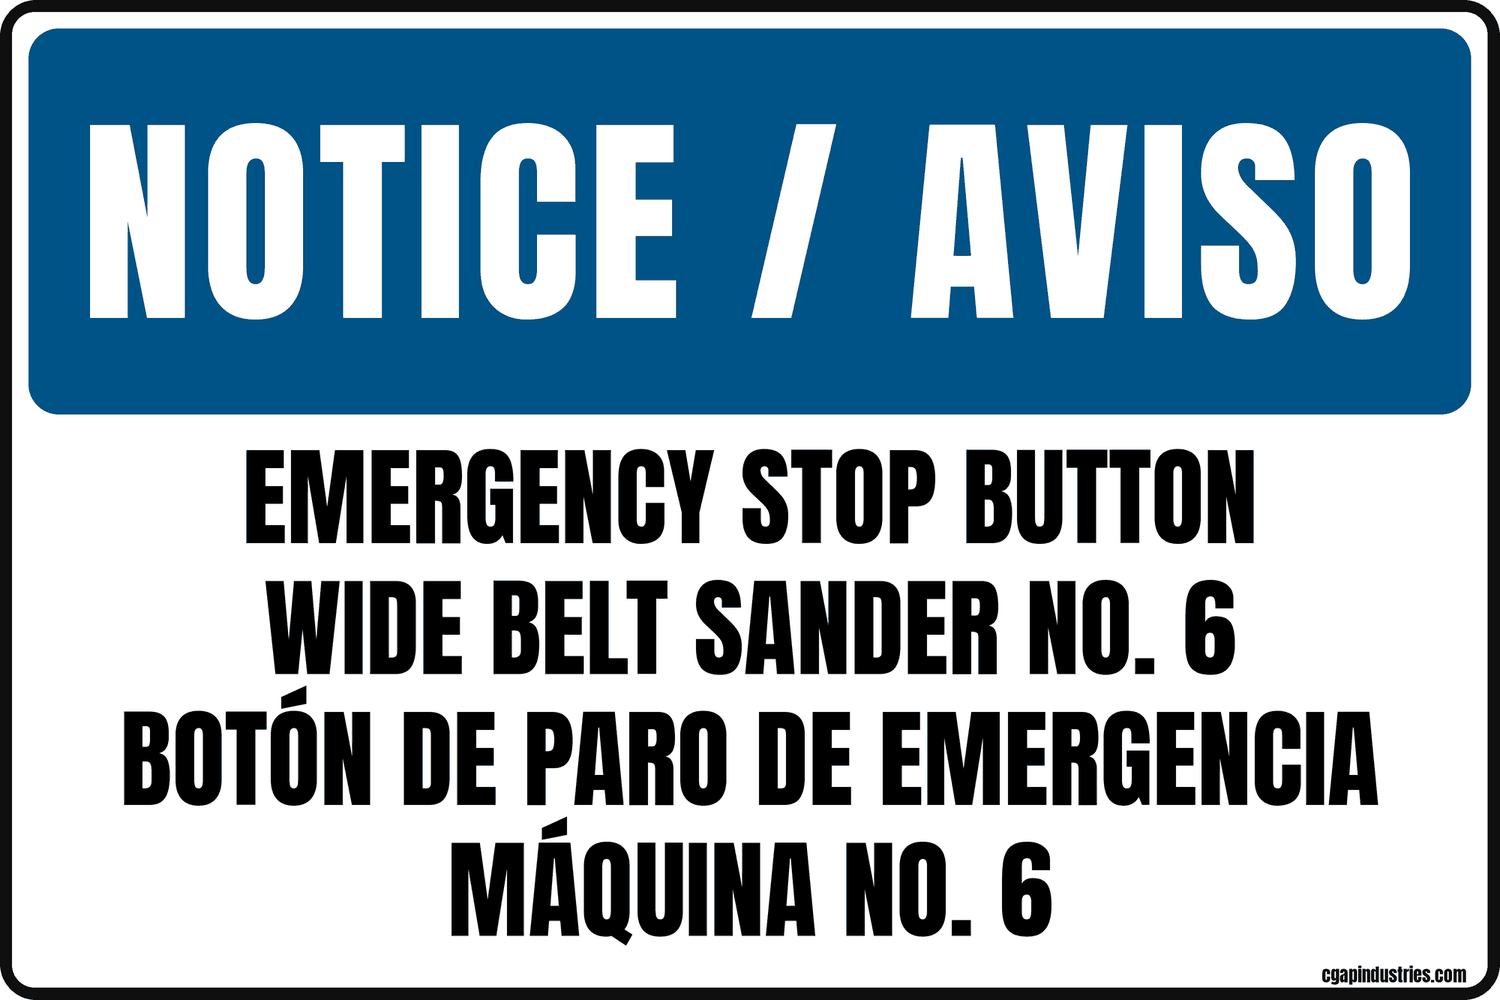 NOTICE / AVISO
EMERGENCY STOP BUTTON
WIDE BELT SANDER NO. 6
BOTÓN DE PARO DE EMERGENCIA
MÁQUINA NO. 6
cgapindustries.com